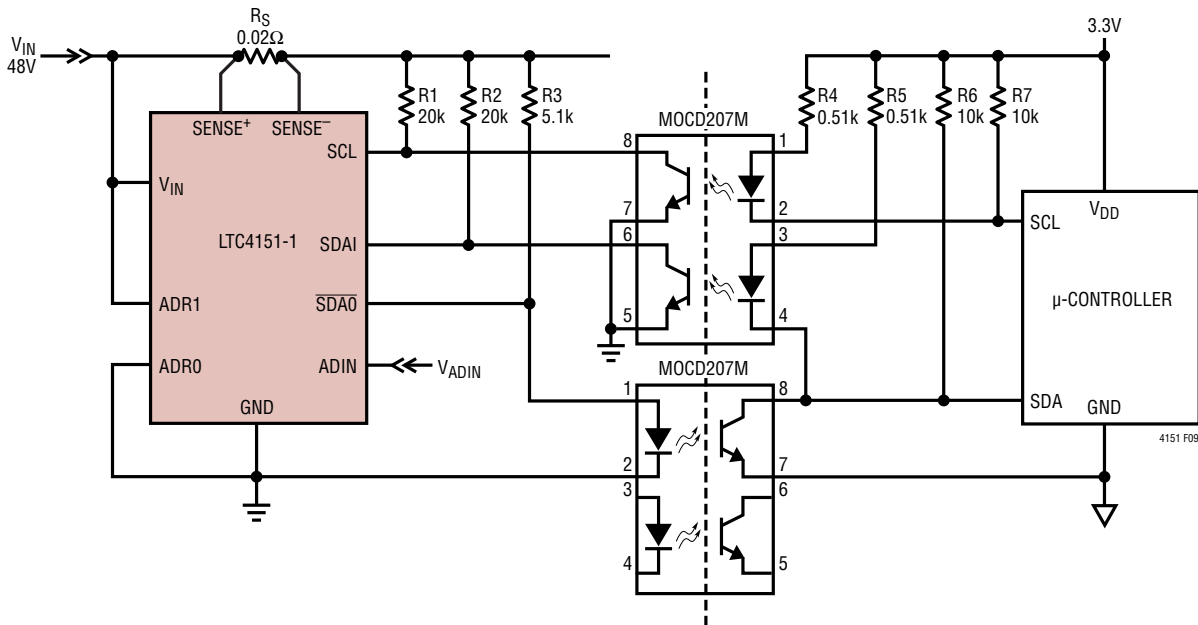 R_S
0.02Ω
V_IN
48V
3.3V
R1
20k
R2
20k
R3
5.1k
R4
0.51k
R5
0.51k
R6
10k
R7
10k
MOCD207M
SENSE⁺ SENSE⁻
SCL
V_IN
LTC4151-1
SDAI
ADR1
S̅D̅A̅0̅
ADR0
ADIN
V_ADIN
GND
8
7
6
5
1
2
3
4
MOCD207M
1
2
3
4
8
7
6
5
V_DD
SCL
μ-CONTROLLER
SDA
GND
4151 F09